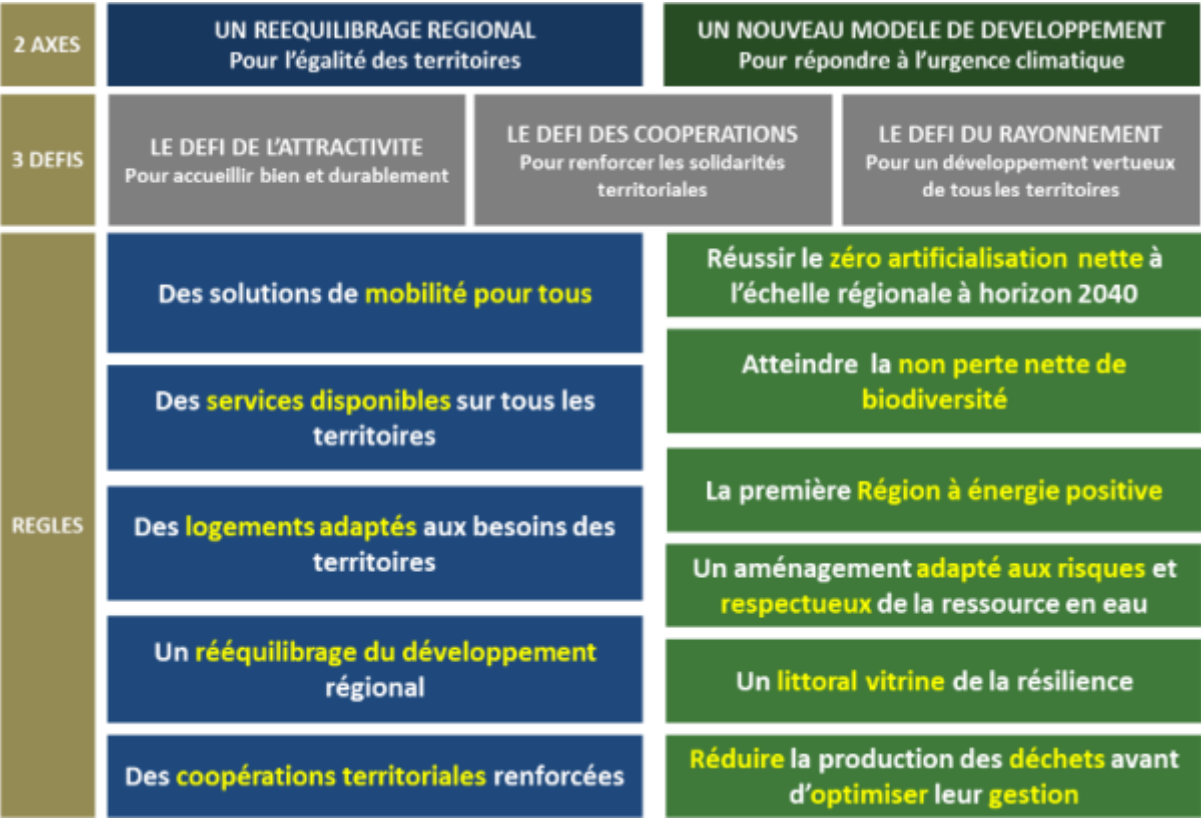 2 AXES
UN REEQUILIBRAGE REGIONAL
Pour l'égalité des territoires
UN NOUVEAU MODELE DE DEVELOPPEMENT
Pour répondre à l'urgence climatique
3 DEFIS
LE DEFI DE L'ATTRACTIVITE
Pour accueillir bien et durablement
LE DEFI DES COOPERATIONS
Pour renforcer les solidarités
territoriales
LE DEFI DU RAYONNEMENT
Pour un développement vertueux
de tous les territoires
REGLES
Des solutions de mobilité pour tous
Des services disponibles sur tous les
territoires
Des logements adaptés aux besoins des
territoires
Un rééquilibrage du développement
régional
Des coopérations territoriales renforcées
Réussir le zéro artificialisation nette à
l'échelle régionale à horizon 2040
Atteindre la non perte nette de
biodiversité
La première Région à énergie positive
Un aménagement adapté aux risques et
respectueux de la ressource en eau
Un littoral vitrine de la résilience
Réduire la production des déchets avant
d'optimiser leur gestion